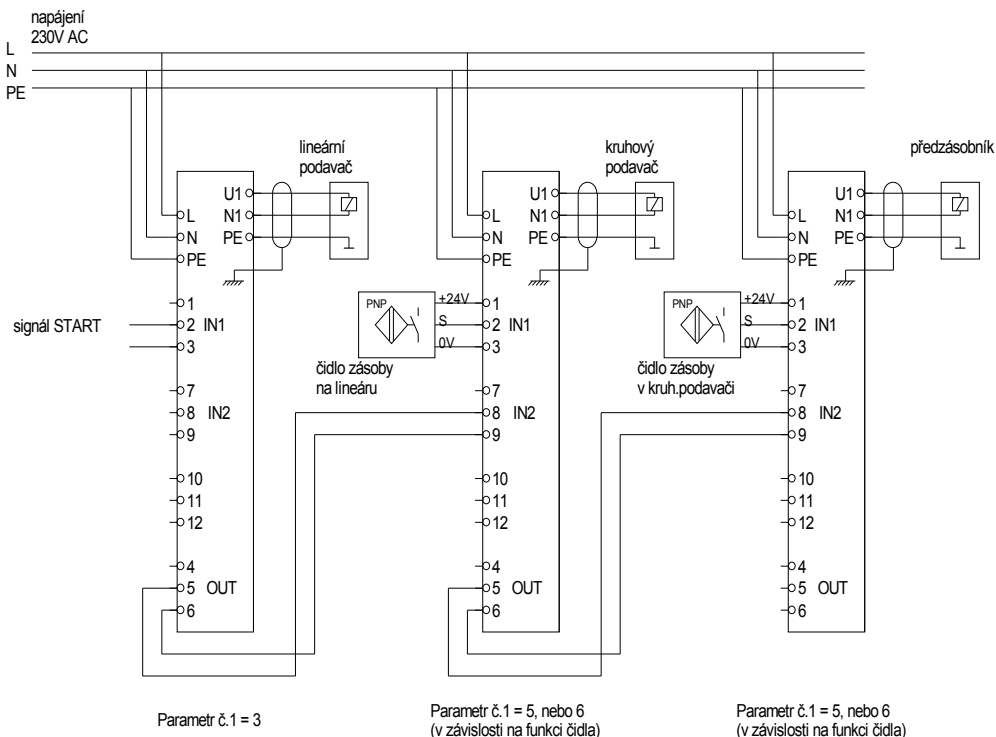 napájení
230V AC
L
N
PE
lineární
podavač
kruhový
podavač
předzásobník
U1
L N1
N PE
PE
1
signál START 2 IN1
3
7
8 IN2
9
10
11
12
4
5 OUT
6
U1
L N1
N PE
PE
PNP +24V 1
S 2 IN1
0V 3
čidlo zásoby
na lineáru
7
8 IN2
9
10
11
12
4
5 OUT
6
U1
L N1
N PE
PE
PNP +24V 1
S 2 IN1
0V 3
čidlo zásoby
v kruh.podavači
7
8 IN2
9
10
11
12
4
5 OUT
6
Parametr č.1 = 3
Parametr č.1 = 5, nebo 6
(v závislosti na funkci čidla)
Parametr č.1 = 5, nebo 6
(v závislosti na funkci čidla)